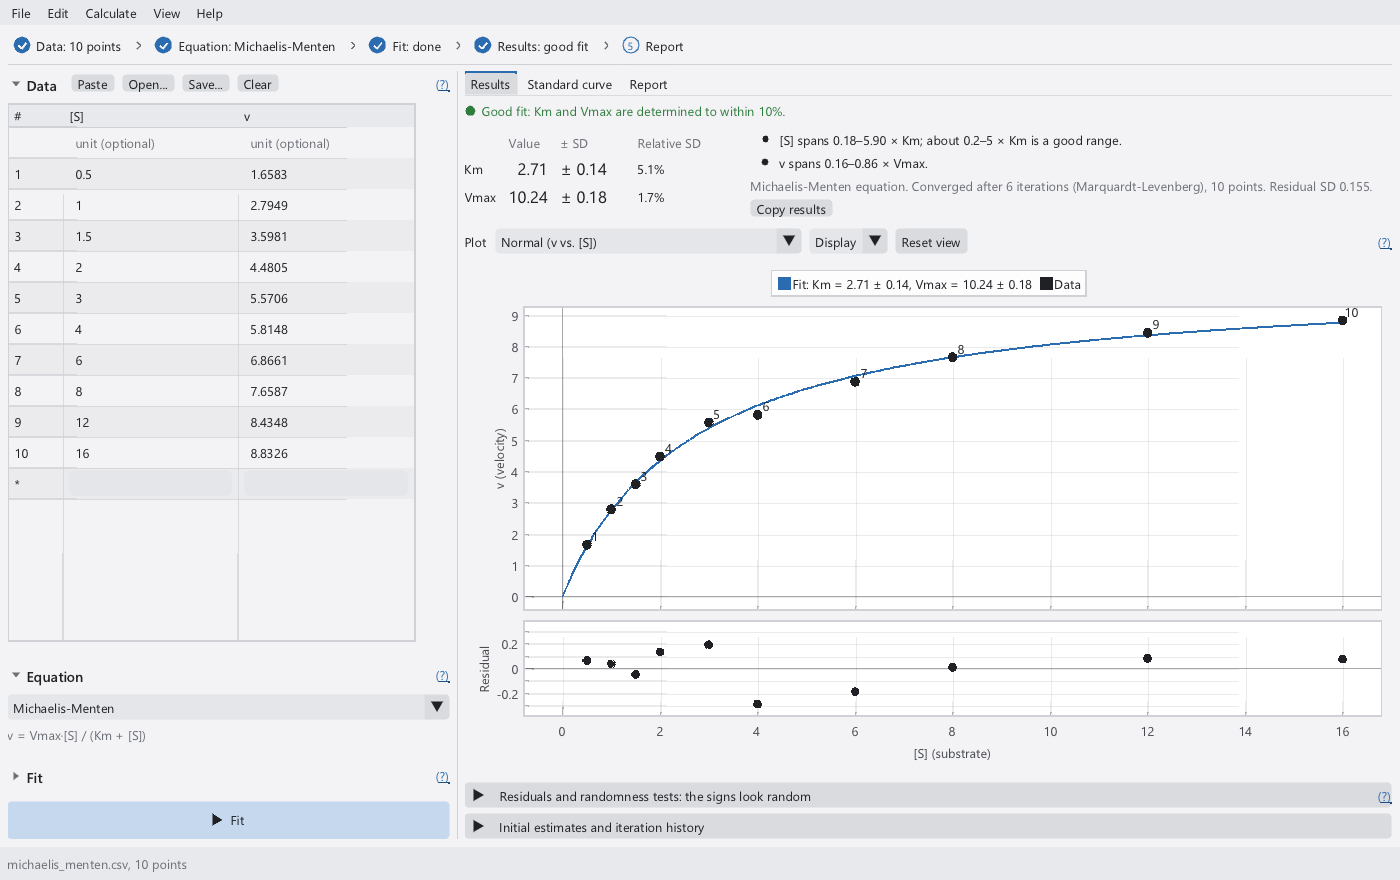 File Edit Calculate View Help
Data: 10 points > Equation: Michaelis-Menten > Fit: done > Results: good fit > 5 Report
Data Paste Open... Save... Clear (?)
# [S] v
unit (optional) unit (optional)
1 0.5 1.6583
2 1 2.7949
3 1.5 3.5981
4 2 4.4805
5 3 5.5706
6 4 5.8148
7 6 6.8661
8 8 7.6587
9 12 8.4348
10 16 8.8326
*
Equation (?)
Michaelis-Menten
v = Vmax·[S] / (Km + [S])
Fit (?)
Fit
Results Standard curve Report
Good fit: Km and Vmax are determined to within 10%.
Value ± SD Relative SD
Km 2.71 ± 0.14 5.1%
Vmax 10.24 ± 0.18 1.7%
• [S] spans 0.18–5.90 × Km; about 0.2–5 × Km is a good range.
• v spans 0.16–0.86 × Vmax.
Michaelis-Menten equation. Converged after 6 iterations (Marquardt-Levenberg), 10 points. Residual SD 0.155.
Copy results
Plot Normal (v vs. [S]) Display Reset view (?)
Fit: Km = 2.71 ± 0.14, Vmax = 10.24 ± 0.18 Data
v (velocity)
9
8
7
6
5
4
3
2
1
0
1
2
3
4
5
6
7
8
9
10
Residual
0.2
0
-0.2
0 2 4 6 8 10 12 14 16
[S] (substrate)
Residuals and randomness tests: the signs look random (?)
Initial estimates and iteration history
michaelis_menten.csv, 10 points